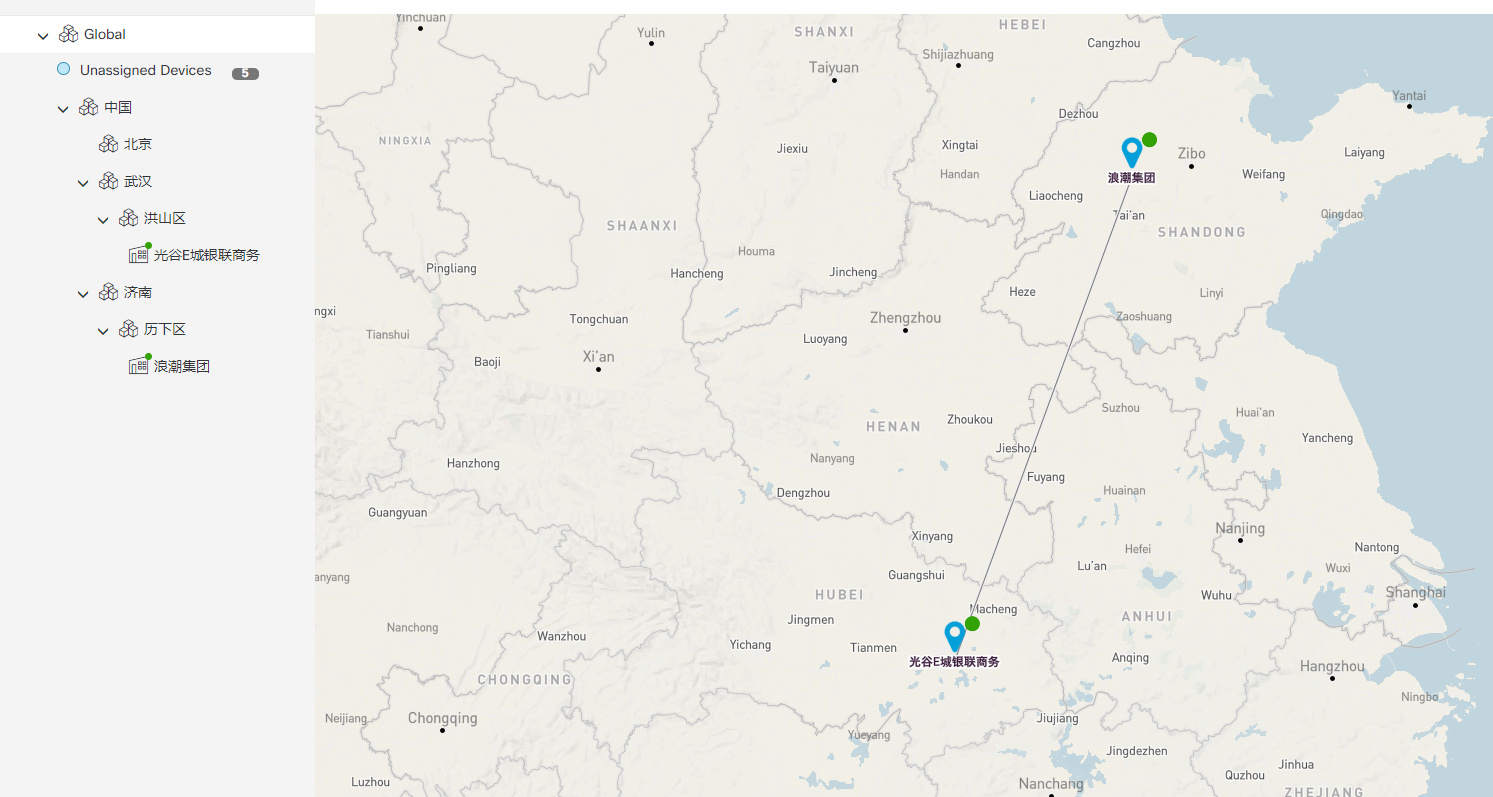 Global
Unassigned Devices 5
中国
北京
武汉
洪山区
光谷E城银联商务
济南
历下区
浪潮集团
Yinchuan
Yulin
SHANXI
HEBEI
Cangzhou
Shijiazhuang
Taiyuan
Yantai
Dezhou
NINGXIA
Jiexiu
Xingtai
Zibo
Laiyang
Handan
Weifang
浪潮集团
Liaocheng
Tai'an
Qingdao
SHAANXI
SHANDONG
Houma
Pingliang
Hancheng
Jincheng
Heze
Linyi
ngxi
Tongchuan
Zhengzhou
Zaoshuang
Tianshui
Luoyang
Baoji
Xi'an
Suzhou
Huai'an
Zhoukou
HENAN
Yancheng
Jieshou
Hanzhong
Nanyang
Fuyang
Dengzhou
Huainan
Guangyuan
Nanjing
Xinyang
Hefei
Nantong
anyang
Guangshui
Lu'an
Wuxi
HUBEI
Wuhu
Shanghai
Jingmen
Macheng
ANHUI
Nanchong
Wanzhou
Yichang
Tianmen
光谷E城银联商务
Anqing
Hangzhou
CHONGQING
Ningbo
Neijiang
Chongqing
Jiujiang
Yueyang
Jingdezhen
Jinhua
Luzhou
Nanchang
Quzhou
ZHEJIANG